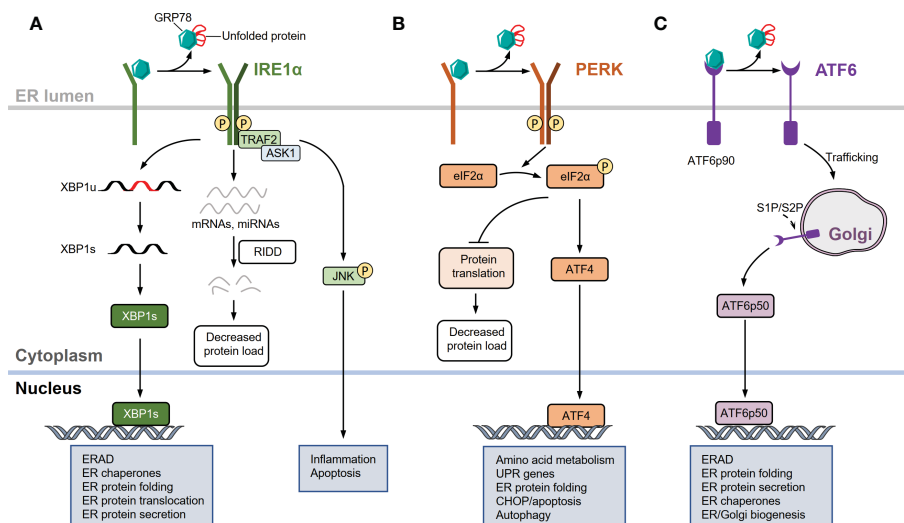 A
GRP78
Unfolded protein
IRE1α
ER lumen
P
P
TRAF2
ASK1
XBP1u
mRNAs, miRNAs
XBP1s
RIDD
JNK
P
XBP1s
Decreased
protein load
Cytoplasm
Nucleus
XBP1s
ERAD
ER chaperones
ER protein folding
ER protein translocation
ER protein secretion
Inflammation
Apoptosis
B
PERK
P
P
eIF2α
eIF2α
P
Protein
translation
ATF4
Decreased
protein load
ATF4
Amino acid metabolism
UPR genes
ER protein folding
CHOP/apoptosis
Autophagy
C
ATF6
ATF6p90
Trafficking
S1P/S2P
Golgi
ATF6p50
ATF6p50
ERAD
ER protein folding
ER protein secretion
ER chaperones
ER/Golgi biogenesis